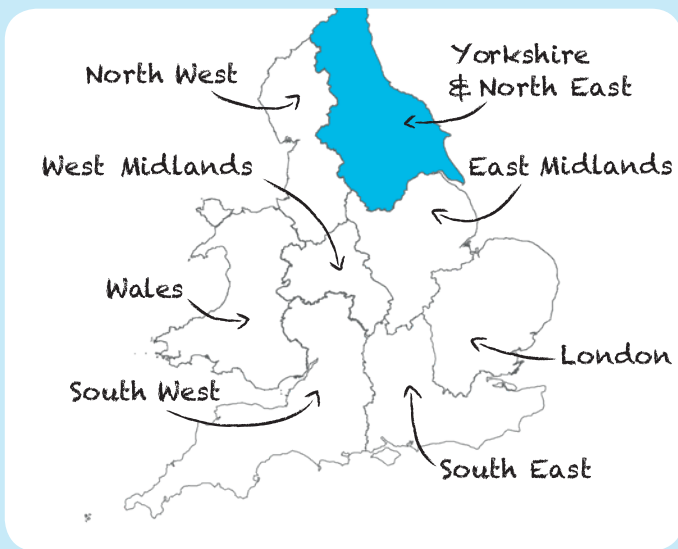 Yorkshire
& North East
North West
West Midlands
East Midlands
Wales
London
South West
South East